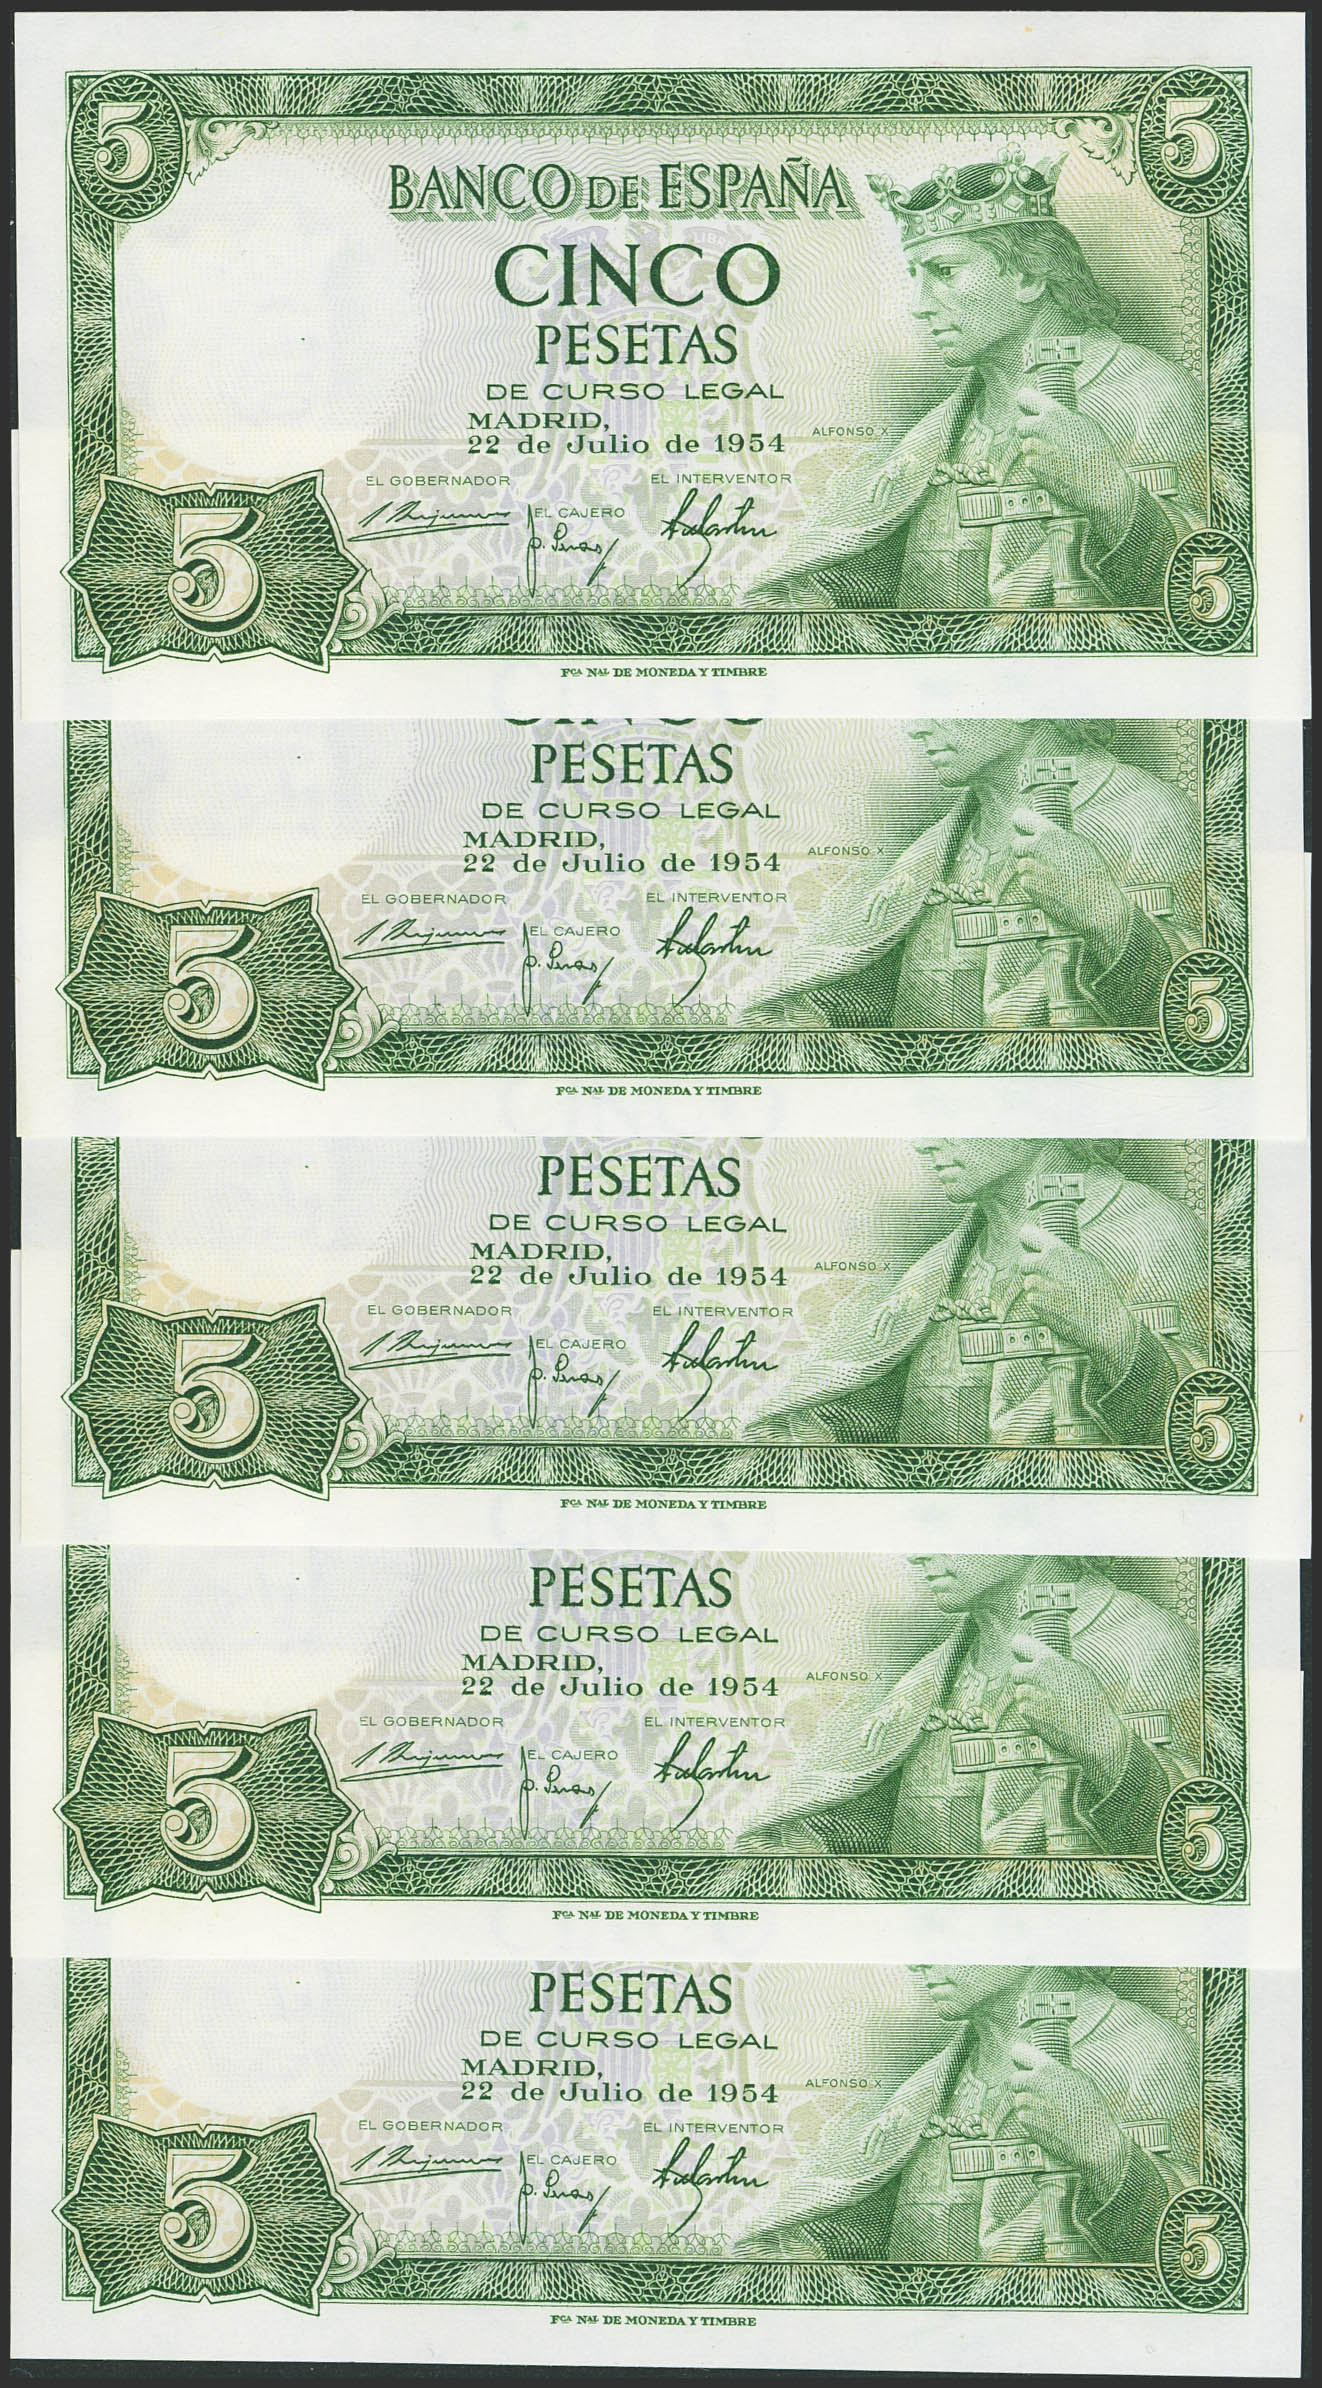 5 5
BANCO DE ESPAÑA
CINCO
PESETAS
DE CURSO LEGAL
MADRID,
22 de Julio de 1954
ALFONSO X
EL GOBERNADOR EL INTERVENTOR
EL CAJERO
5 5
Fca Nal DE MONEDA Y TIMBRE
CINCO
PESETAS
DE CURSO LEGAL
MADRID,
22 de Julio de 1954
ALFONSO X
EL GOBERNADOR EL INTERVENTOR
EL CAJERO
5 5
Fca Nal DE MONEDA Y TIMBRE
PESETAS
DE CURSO LEGAL
MADRID,
22 de Julio de 1954
ALFONSO X
EL GOBERNADOR EL INTERVENTOR
EL CAJERO
5 5
Fca Nal DE MONEDA Y TIMBRE
PESETAS
DE CURSO LEGAL
MADRID,
22 de Julio de 1954
ALFONSO X
EL GOBERNADOR EL INTERVENTOR
EL CAJERO
5 5
Fca Nal DE MONEDA Y TIMBRE
PESETAS
DE CURSO LEGAL
MADRID,
22 de Julio de 1954
ALFONSO X
EL GOBERNADOR EL INTERVENTOR
EL CAJERO
5 5
Fca Nal DE MONEDA Y TIMBRE